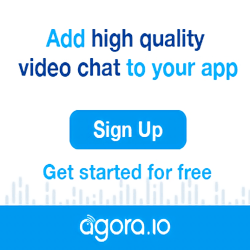 Add high quality
video chat to your app
Sign Up
Get started for free
agora.io